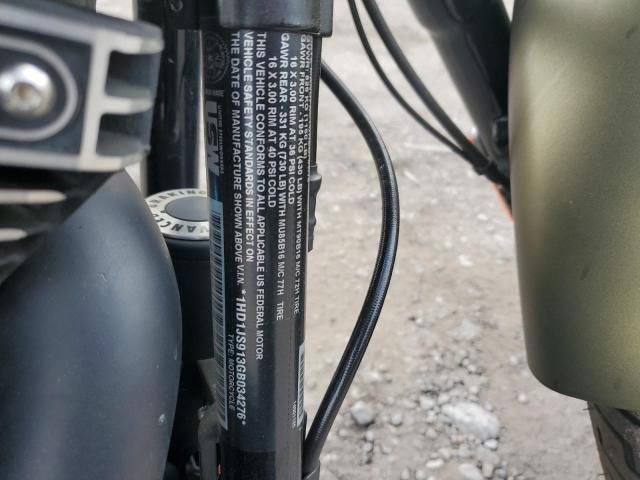 GAWR FRONT - 195 KG (430 LB) WITH MT90B16 M/C 72H TIRE
16 X 3.00 RIM AT 36 PSI COLD
GAWR REAR - 331 KG (730 LB) WITH MU85B16 M/C 77H TIRE
16 X 3.00 RIM AT 40 PSI COLD
THIS VEHICLE CONFORMS TO ALL APPLICABLE US FEDERAL MOTOR
VEHICLE SAFETY STANDARDS IN EFFECT ON
THE DATE OF MANUFACTURE SHOWN ABOVE V.I.N.
*1HD1JS913GB034276*
TYPE: MOTORCYCLE